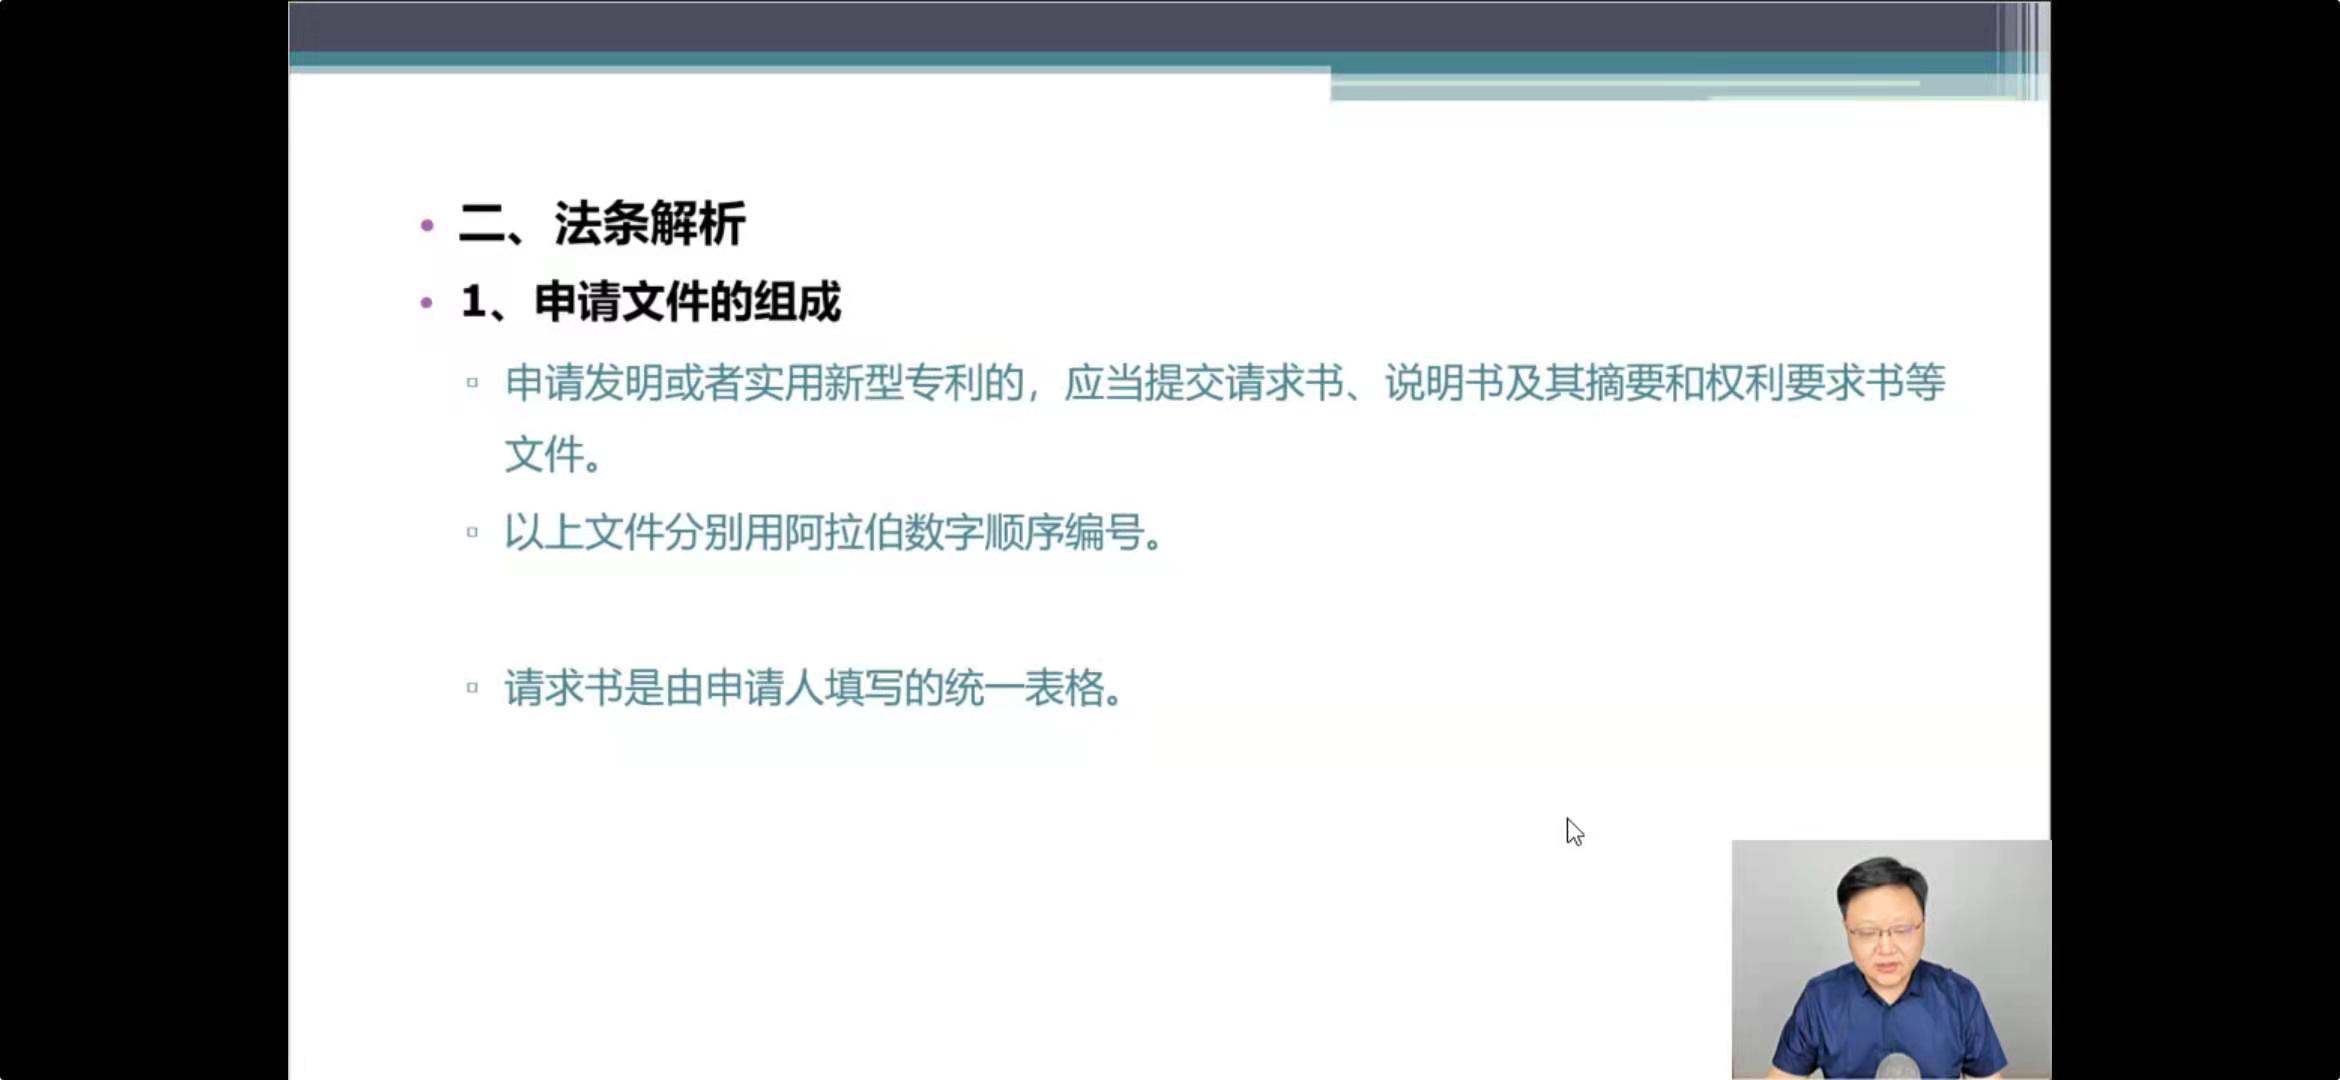 • 二、法条解析
• 1、申请文件的组成
▫ 申请发明或者实用新型专利的，应当提交请求书、说明书及其摘要和权利要求书等
文件。
▫ 以上文件分别用阿拉伯数字顺序编号。
▫ 请求书是由申请人填写的统一表格。